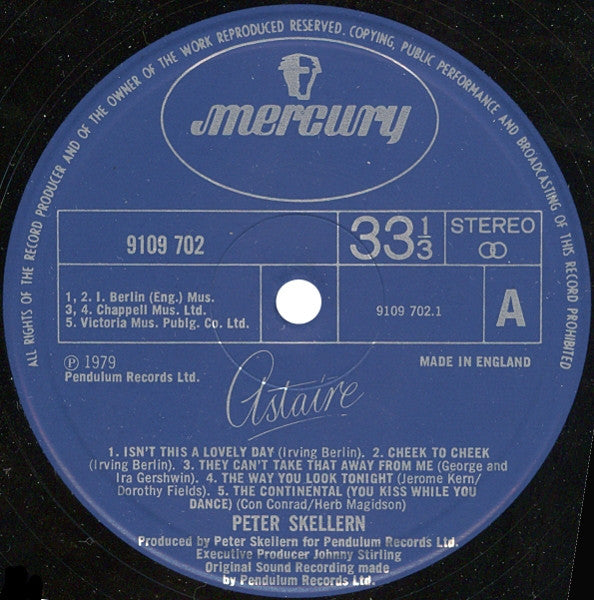 ALL RIGHTS OF THE RECORD PRODUCER AND OF THE OWNER OF THE WORK REPRODUCED RESERVED. COPYING, PUBLIC PERFORMANCE AND BROADCASTING OF THIS RECORD PROHIBITED
mercury
9109 702
33 1/3
STEREO
1, 2. I. Berlin (Eng.) Mus.
3, 4. Chappell Mus. Ltd.
5. Victoria Mus. Publg. Co. Ltd.
9109 702.1
A
Ⓟ 1979
Pendulum Records Ltd.
MADE IN ENGLAND
Astaire
1. ISN'T THIS A LOVELY DAY (Irving Berlin). 2. CHEEK TO CHEEK
(Irving Berlin). 3. THEY CAN'T TAKE THAT AWAY FROM ME (George and
Ira Gershwin). 4. THE WAY YOU LOOK TONIGHT (Jerome Kern/
Dorothy Fields). 5. THE CONTINENTAL (YOU KISS WHILE YOU
DANCE) (Con Conrad/Herb Magidson)
PETER SKELLERN
Produced by Peter Skellern for Pendulum Records Ltd.
Executive Producer Johnny Stirling
Original Sound Recording made
by Pendulum Records Ltd.